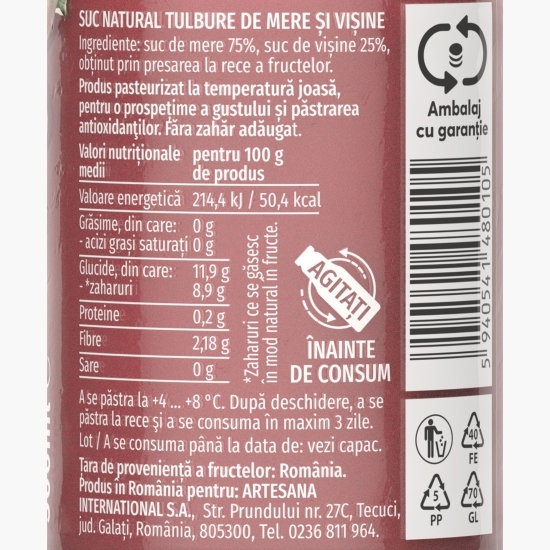 SUC NATURAL TULBURE DE MERE ȘI VIȘINE
Ingrediente: suc de mere 75%, suc de vișine 25%,
obținut prin presarea la rece a fructelor.
Produs pasteurizat la temperatură joasă,
pentru o prospețime a gustului și păstrarea
antioxidanților. Făra zahăr adăugat.
Valori nutriționale medii pentru 100 g de produs
Valoare energetică 214,4 kJ / 50,4 kcal
Grăsime, din care: 0 g
- acizi grași saturați 0 g
Glucide, din care: 11,9 g
- *zaharuri 8,9 g
Proteine 0,2 g
Fibre 2,18 g
Sare 0 g
*Zaharuri ce se găsesc
în mod natural în fructe.
AGITAȚI
ÎNAINTE
DE CONSUM
A se păstra la +4 ... +8 °C. După deschidere, a se
păstra la rece și a se consuma în maxim 3 zile.
Lot / A se consuma până la data de: vezi capac.
Tara de proveniență a fructelor: România.
Produs în România pentru: ARTESANA
INTERNATIONAL S.A., Str. Prundului nr. 27C, Tecuci,
jud. Galați, România, 805300, Tel. 0236 811 964.
Ambalaj
cu garanție
5 940541 480105
40
FE
5
PP
70
GL